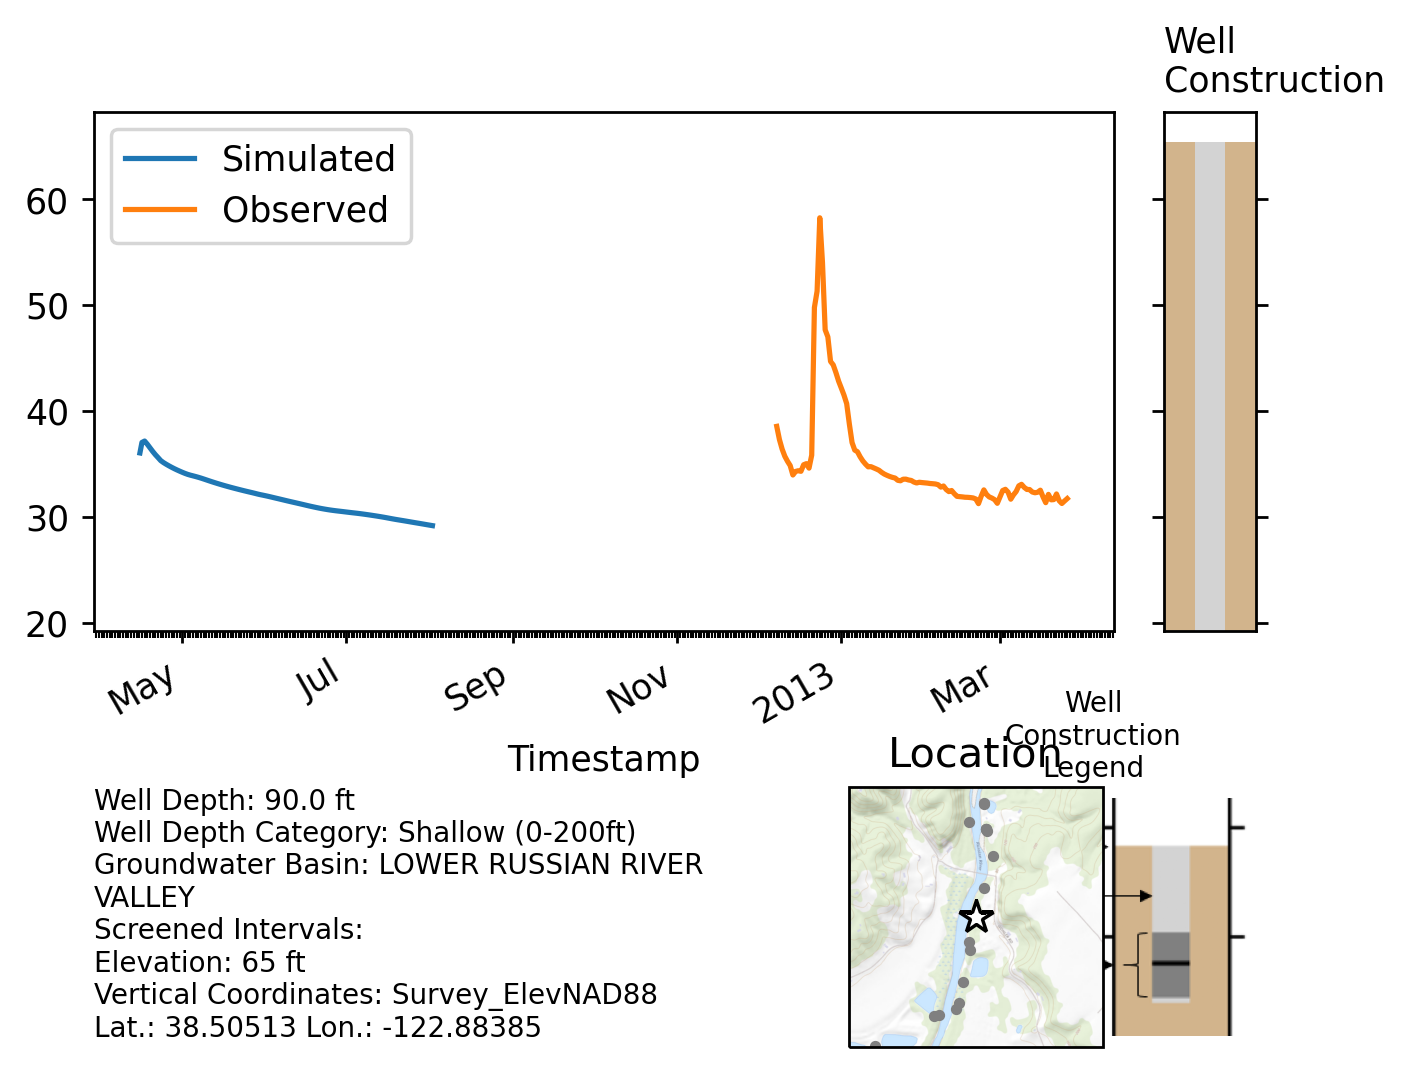 Well
Construction
Simulated
Observed
60
50
40
30
20
May
Jul
Sep
Nov
2013
Mar
Timestamp
Well Depth: 90.0 ft
Well Depth Category: Shallow (0-200ft)
Groundwater Basin: LOWER RUSSIAN RIVER
VALLEY
Screened Intervals:
Elevation: 65 ft
Vertical Coordinates: Survey_ElevNAD88
Lat.: 38.50513 Lon.: -122.88385
Location
Well
Construction
Legend